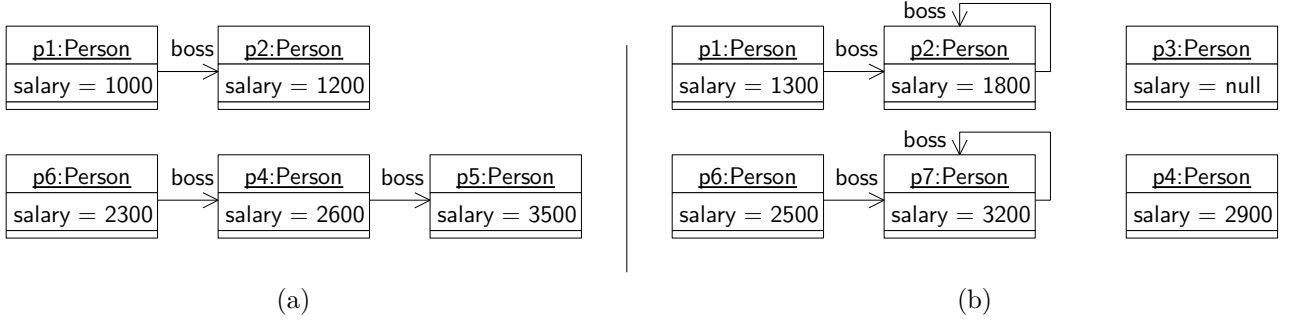 boss
boss
p1:Person boss p2:Person p1:Person boss p2:Person p3:Person
salary = 1000 salary = 1200 salary = 1300 salary = 1800 salary = null
boss
p6:Person boss p4:Person boss p5:Person p6:Person boss p7:Person p4:Person
salary = 2300 salary = 2600 salary = 3500 salary = 2500 salary = 3200 salary = 2900
(a) (b)